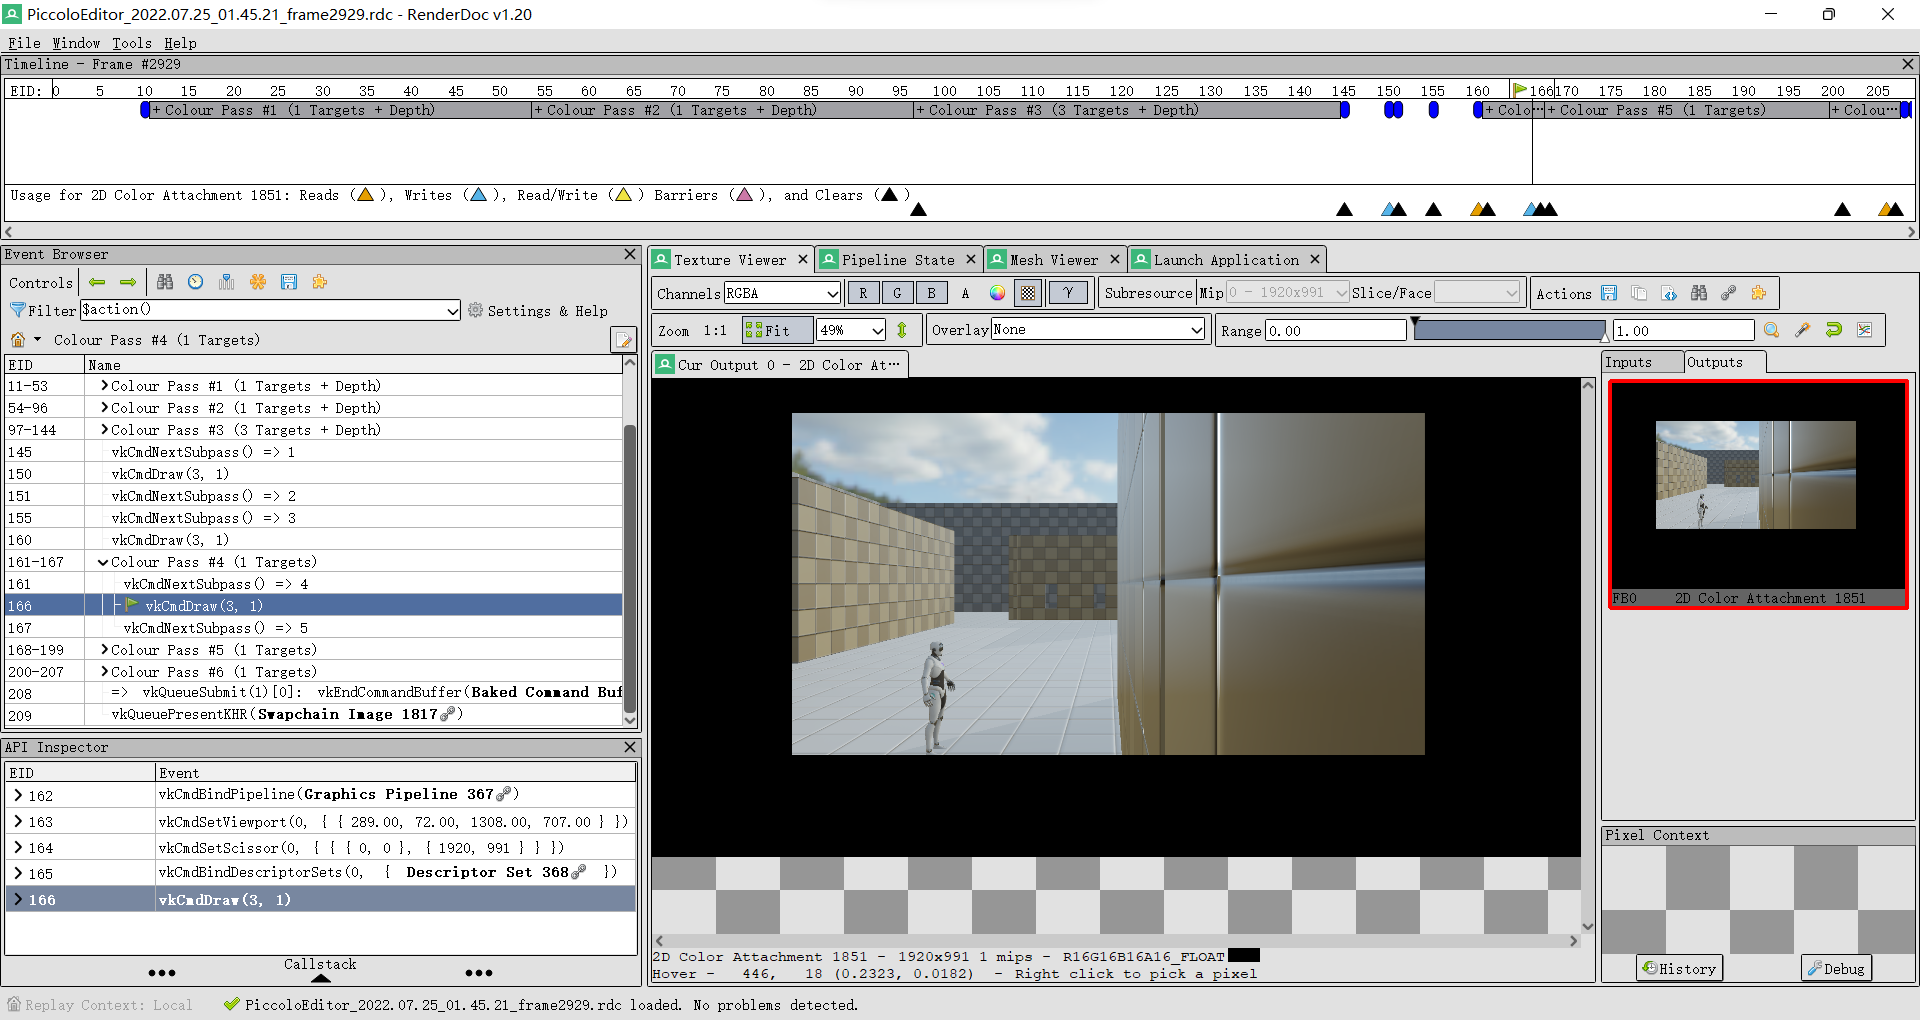 PiccoloEditor_2022.07.25_01.45.21_frame2929.rdc - RenderDoc v1.20
File Window Tools Help
Timeline - Frame #2929
EID: 0 5 10 15 20 25 30 35 40 45 50 55 60 65 70 75 80 85 90 95 100 105 110 115 120 125 130 135 140 145 150 155 160 166 170 175 180 185 190 195 200 205
+ Colour Pass #1 (1 Targets + Depth) + Colour Pass #2 (1 Targets + Depth) + Colour Pass #3 (3 Targets + Depth) + Colo··· + Colour Pass #5 (1 Targets) + Colou···
Usage for 2D Color Attachment 1851: Reads ( ), Writes ( ), Read/Write ( ) Barriers ( ), and Clears ( )
Event Browser
Controls
Filter $action() Settings & Help
Colour Pass #4 (1 Targets)
EID Name
11-53 Colour Pass #1 (1 Targets + Depth)
54-96 Colour Pass #2 (1 Targets + Depth)
97-144 Colour Pass #3 (3 Targets + Depth)
145 vkCmdNextSubpass() => 1
150 vkCmdDraw(3, 1)
151 vkCmdNextSubpass() => 2
155 vkCmdNextSubpass() => 3
160 vkCmdDraw(3, 1)
161-167 Colour Pass #4 (1 Targets)
161 vkCmdNextSubpass() => 4
166 vkCmdDraw(3, 1)
167 vkCmdNextSubpass() => 5
168-199 Colour Pass #5 (1 Targets)
200-207 Colour Pass #6 (1 Targets)
208 => vkQueueSubmit(1)[0]: vkEndCommandBuffer(Baked Command Buf
209 vkQueuePresentKHR(Swapchain Image 1817)
API Inspector
EID Event
162 vkCmdBindPipeline(Graphics Pipeline 367)
163 vkCmdSetViewport(0, { { 289.00, 72.00, 1308.00, 707.00 } })
164 vkCmdSetScissor(0, { { { 0, 0 }, { 1920, 991 } } })
165 vkCmdBindDescriptorSets(0, { Descriptor Set 368 })
166 vkCmdDraw(3, 1)
Callstack
Texture Viewer Pipeline State Mesh Viewer Launch Application
Channels RGBA R G B A γ Subresource Mip 0 - 1920x991 Slice/Face Actions
Zoom 1:1 Fit 49% Overlay None Range 0.00 1.00
Cur Output 0 - 2D Color At···
Inputs Outputs
FB0 2D Color Attachment 1851
Pixel Context
History Debug
2D Color Attachment 1851 - 1920x991 1 mips - R16G16B16A16_FLOAT
Hover - 446, 18 (0.2323, 0.0182) - Right click to pick a pixel
Replay Context: Local PiccoloEditor_2022.07.25_01.45.21_frame2929.rdc loaded. No problems detected.